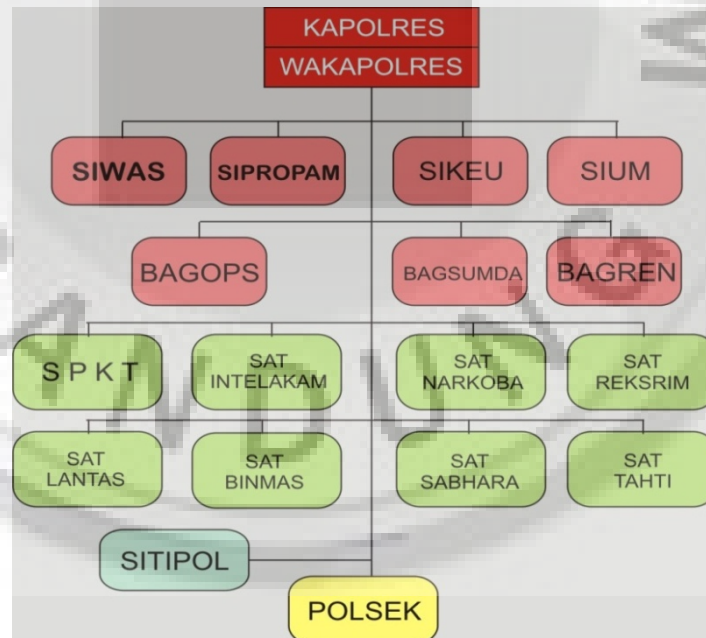 KAPOLRES
WAKAPOLRES
SIWAS
SIPROPAM
SIKEU
SIUM
BAGOPS
BAGSUMDA
BAGREN
S P K T
SAT
INTELAKAM
SAT
NARKOBA
SAT
REKSRIM
SAT
LANTAS
SAT
BINMAS
SAT
SABHARA
SAT
TAHTI
SITIPOL
POLSEK